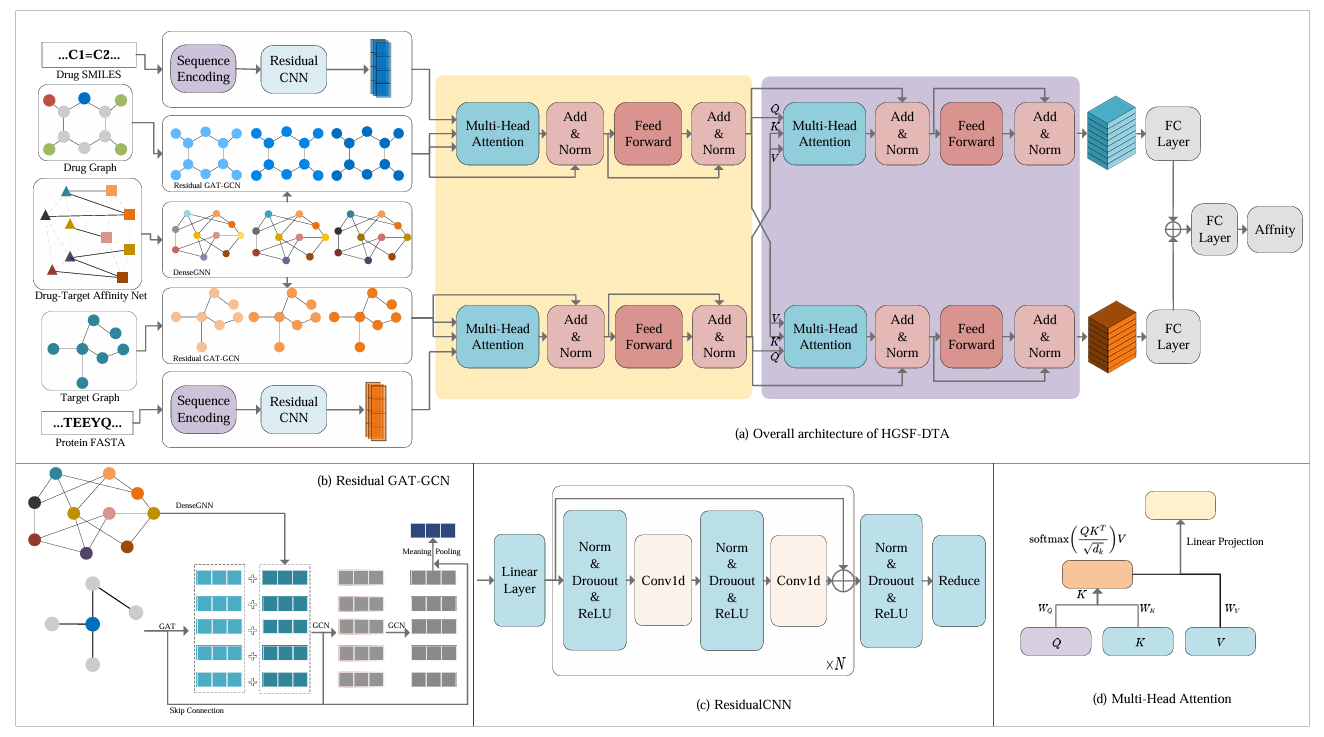 ...C1=C2...
Drug SMILES
Drug Graph
Drug-Target Affinity Net
Target Graph
...TEEYQ...
Protein FASTA
Sequence
Encoding
Residual
CNN
Residual GAT-GCN
DenseGNN
Residual GAT-GCN
Sequence
Encoding
Residual
CNN
Multi-Head
Attention
Add
&
Norm
Feed
Forward
Add
&
Norm
Q
K
V
Multi-Head
Attention
Add
&
Norm
Feed
Forward
Add
&
Norm
FC
Layer
FC
Layer
Affinity
Multi-Head
Attention
Add
&
Norm
Feed
Forward
Add
&
Norm
V
K
Q
Multi-Head
Attention
Add
&
Norm
Feed
Forward
Add
&
Norm
FC
Layer
(a) Overall architecture of HGSF-DTA
(b) Residual GAT-GCN
DenseGNN
Meaning Pooling
GAT
GCN
GCN
Skip Connection
Linear
Layer
Norm
&
Drouout
&
ReLU
Conv1d
Norm
&
Drouout
&
ReLU
Conv1d
×N
Norm
&
Drouout
&
ReLU
Reduce
(c) ResidualCNN
softmax(QK^T/√d_k)V
Linear Projection
K
W_Q
W_K
W_V
Q
K
V
(d) Multi-Head Attention